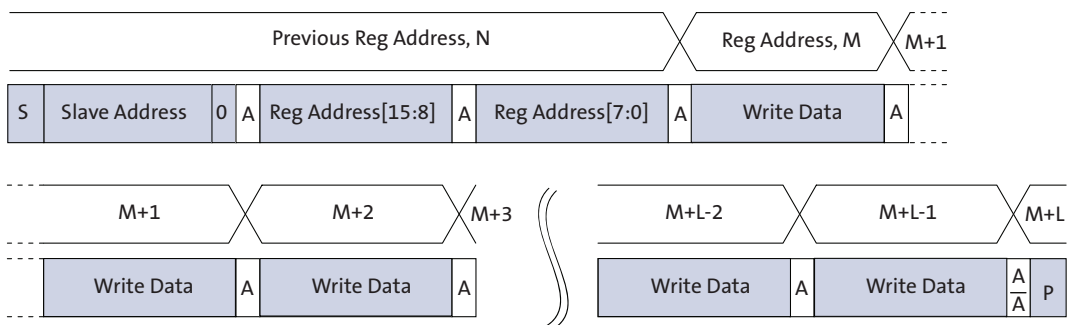 Previous Reg Address, N Reg Address, M M+1
S Slave Address 0 A Reg Address[15:8] A Reg Address[7:0] A Write Data A
M+1 M+2 M+3 M+L-2 M+L-1 M+L
Write Data A Write Data A Write Data A Write Data A/A̅ P